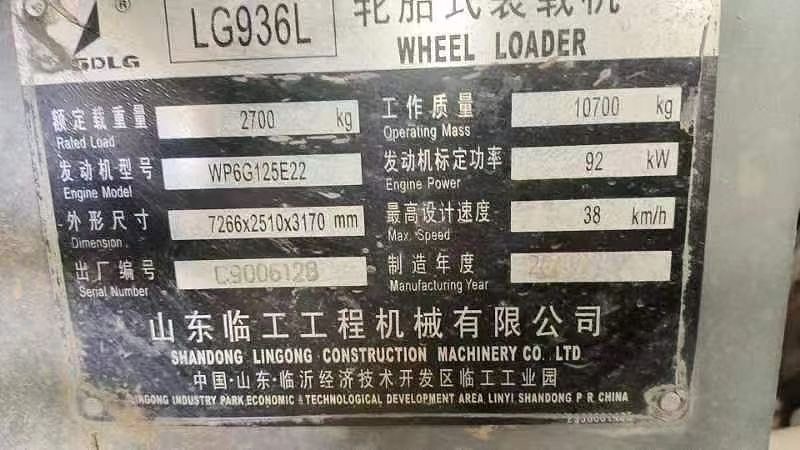 LG936L
轮胎式装载机
WHEEL LOADER
SDLG
额定载重量 2700 kg
Rated Load
工作质量 10700 kg
Operating Mass
发动机型号 WP6G125E22
Engine Model
发动机标定功率 92 kW
Engine Power
外形尺寸 7266x2510x3170 mm
Dimension
最高设计速度 38 km/h
Max. Speed
出厂编号
Serial Number
制造年度
Manufacturing Year
山东临工工程机械有限公司
SHANDONG LINGONG CONSTRUCTION MACHINERY CO. LTD
中国·山东·临沂经济技术开发区临工工业园
INDUSTRY PARK,ECONOMIC & TECHNOLOGICAL DEVELOPMENT AREA LINYI SHANDONG P R CHINA